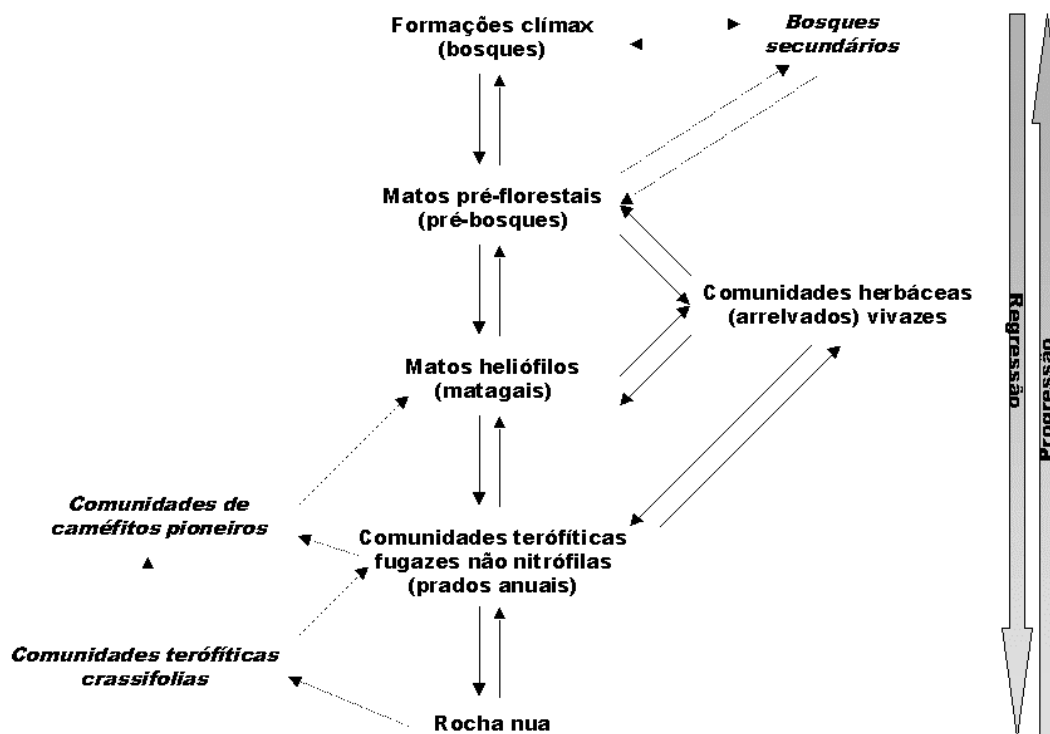 Formações clímax
(bosques)
Bosques
secundários
Matos pré-florestais
(pré-bosques)
Comunidades herbáceas
(arrelvados) vivazes
Matos heliófilos
(matagais)
Comunidades de
caméfitos pioneiros
Comunidades terófíticas
fugazes não nitrófilas
(prados anuais)
Comunidades terófíticas
crassifolias
Rocha nua
Regressão
Progressão